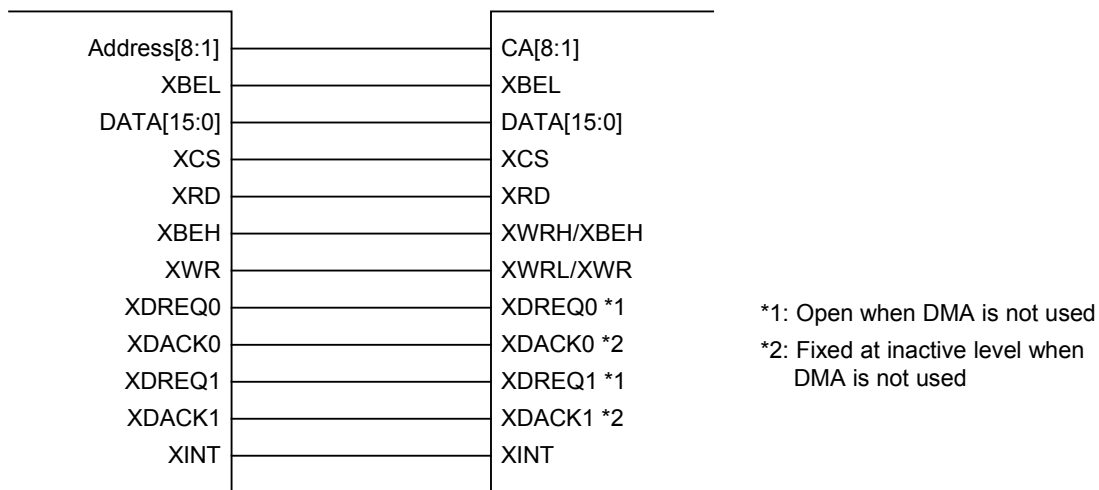 Address[8:1] CA[8:1]
XBEL XBEL
DATA[15:0] DATA[15:0]
XCS XCS
XRD XRD
XBEH XWRH/XBEH
XWR XWRL/XWR
XDREQ0 XDREQ0 *1
XDACK0 XDACK0 *2
XDREQ1 XDREQ1 *1
XDACK1 XDACK1 *2
XINT XINT
*1: Open when DMA is not used
*2: Fixed at inactive level when
DMA is not used